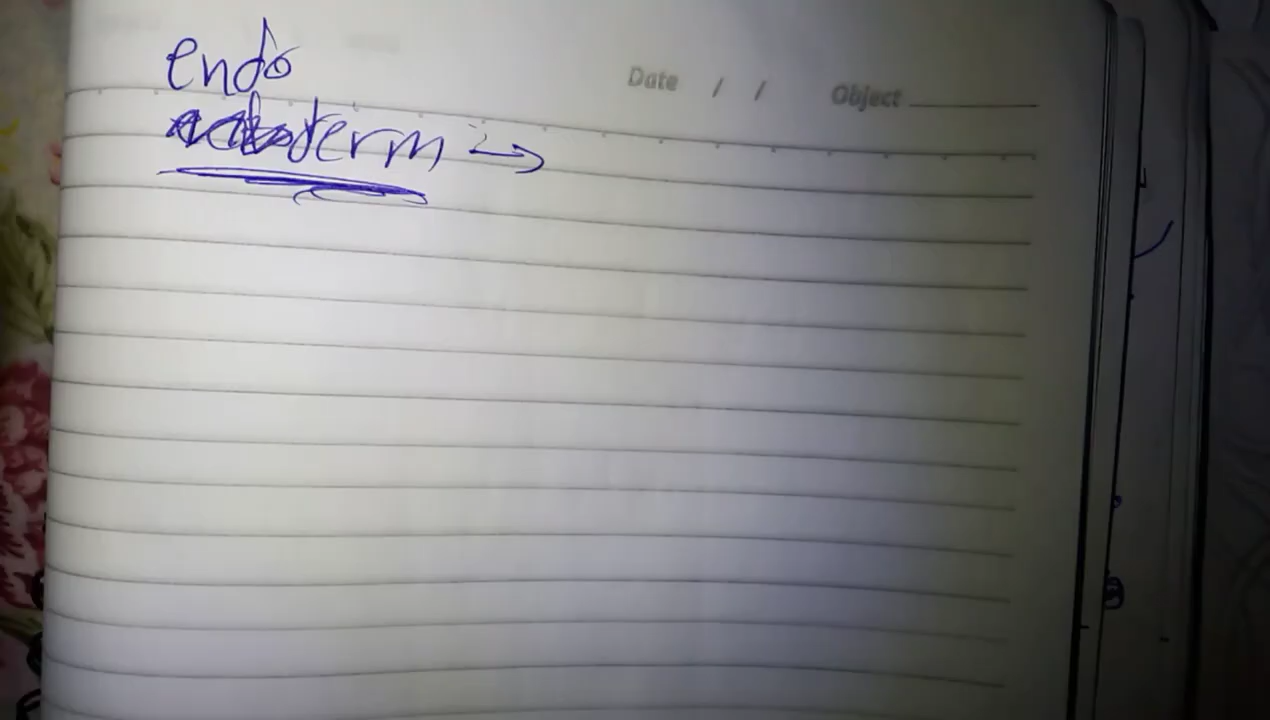 endo
Date / / Object
derm :->